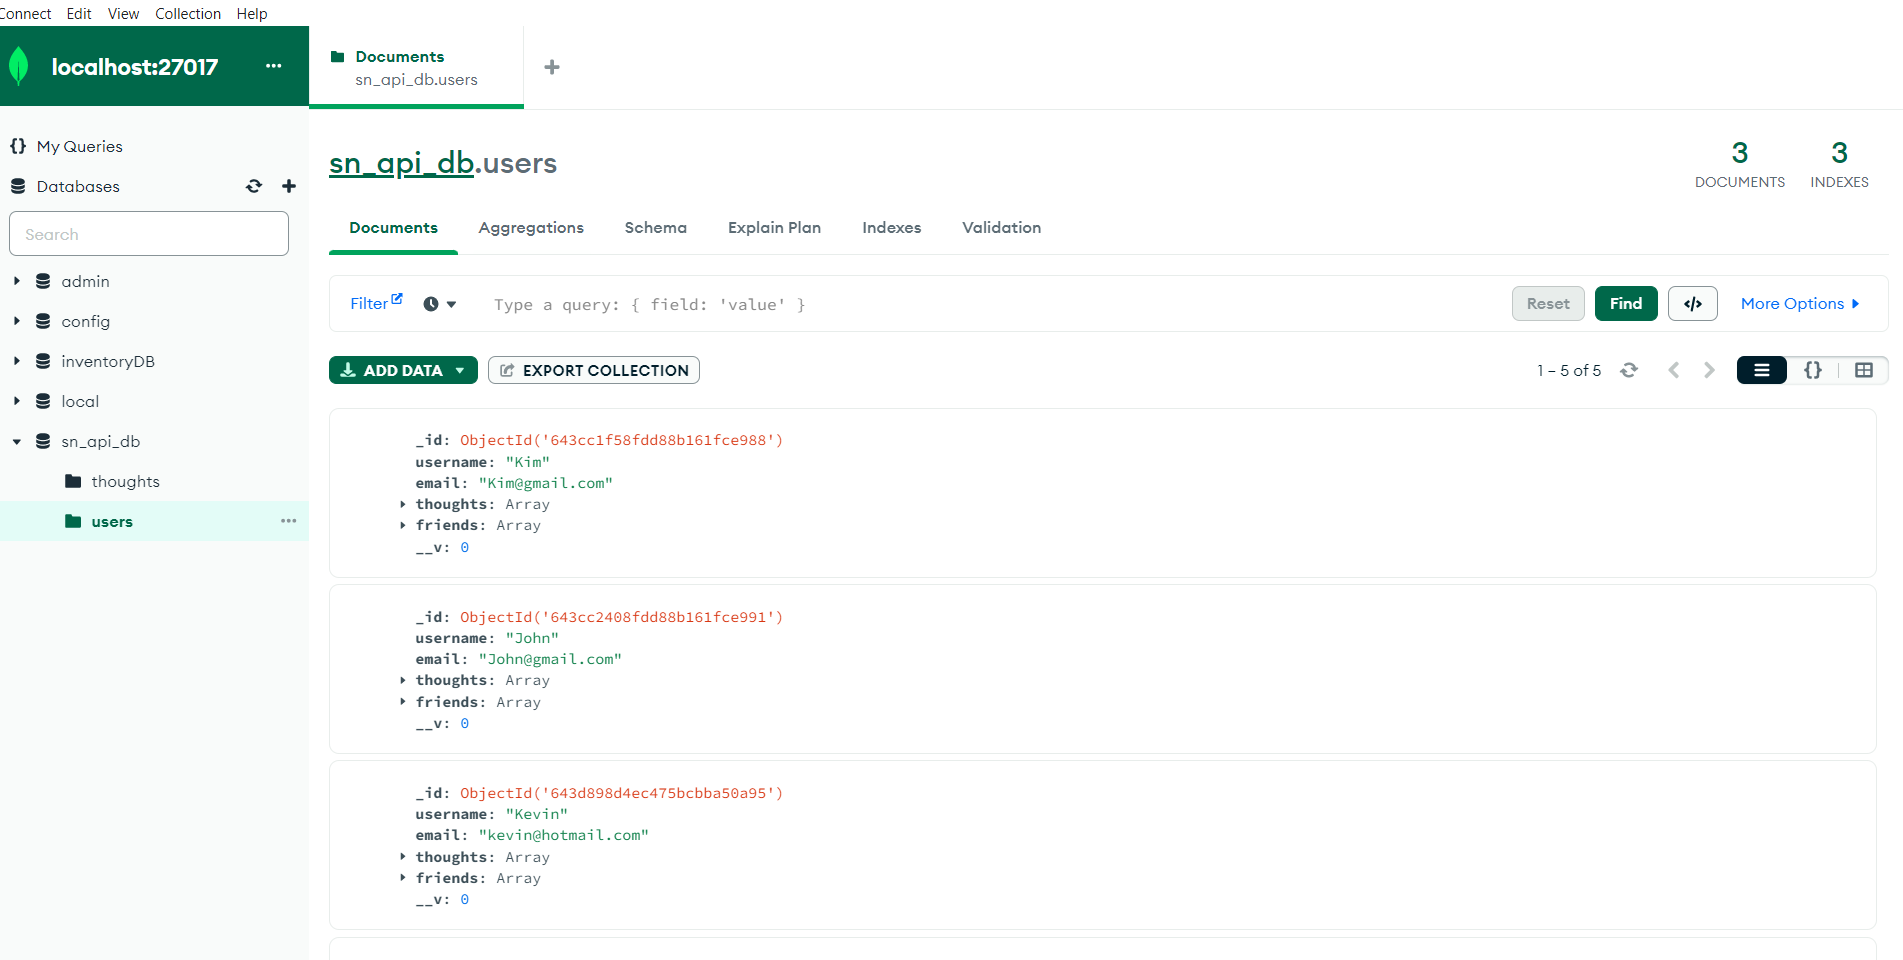 Connect Edit View Collection Help
localhost:27017
Documents
sn_api_db.users
My Queries
Databases
Search
admin
config
inventoryDB
local
sn_api_db
thoughts
users
sn_api_db.users
3
DOCUMENTS
3
INDEXES
Documents Aggregations Schema Explain Plan Indexes Validation
Filter Type a query: { field: 'value' } Reset Find </> More Options
ADD DATA EXPORT COLLECTION 1 – 5 of 5 {}
_id: ObjectId('643cc1f58fdd88b161fce988')
username: "Kim"
email: "Kim@gmail.com"
thoughts: Array
friends: Array
__v: 0
_id: ObjectId('643cc2408fdd88b161fce991')
username: "John"
email: "John@gmail.com"
thoughts: Array
friends: Array
__v: 0
_id: ObjectId('643d898d4ec475bcbba50a95')
username: "Kevin"
email: "kevin@hotmail.com"
thoughts: Array
friends: Array
__v: 0